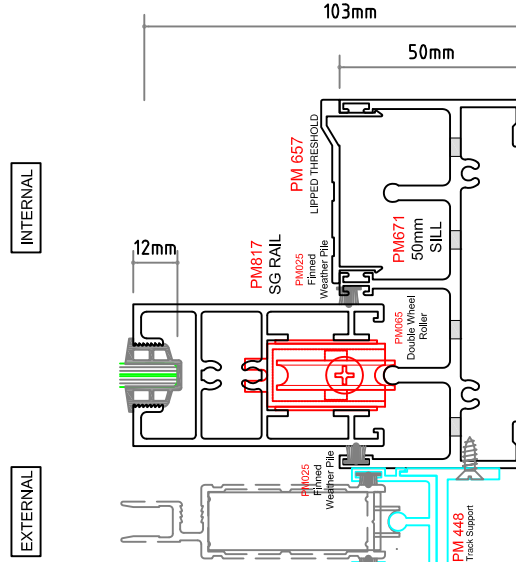 103mm
50mm
INTERNAL
PM 657
LIPPED THRESHOLD
12mm
PM817
SG RAIL
PM025
Finned
Weather Pile
PM671
50mm
SILL
PM065
Double Wheel
Roller
EXTERNAL
PM025
Finned
Weather Pile
PM 448
Track Support